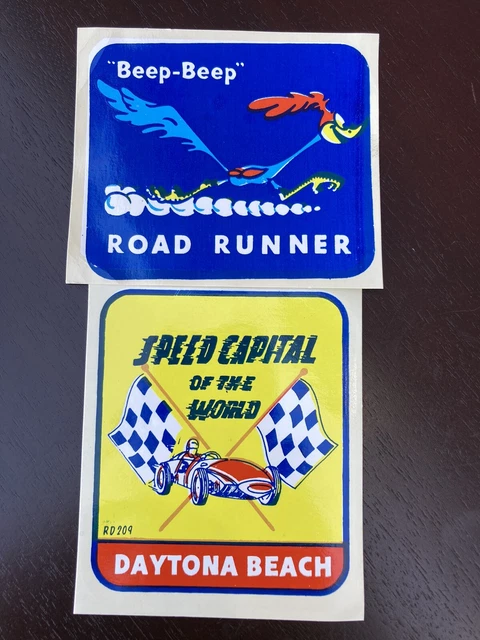 "Beep-Beep"
ROAD RUNNER
SPEED CAPITAL
OF THE
WORLD
RD209
DAYTONA BEACH